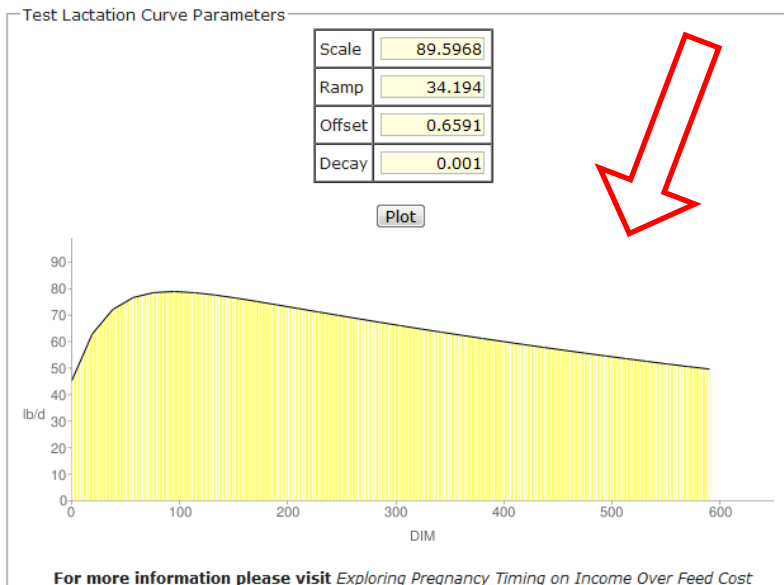 Test Lactation Curve Parameters
Scale 89.5968
Ramp 34.194
Offset 0.6591
Decay 0.001
Plot
90
80
70
60
50
40
lb/d
30
20
10
0
0 100 200 300 400 500 600
DIM
For more information please visit Exploring Pregnancy Timing on Income Over Feed Cost